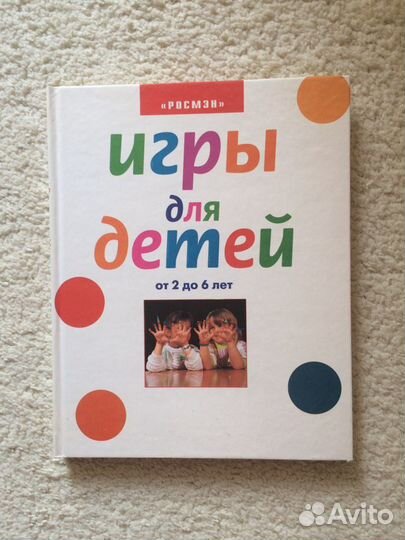 «РОСМЭН»
игры
для
детей
от 2 до 6 лет
Avito